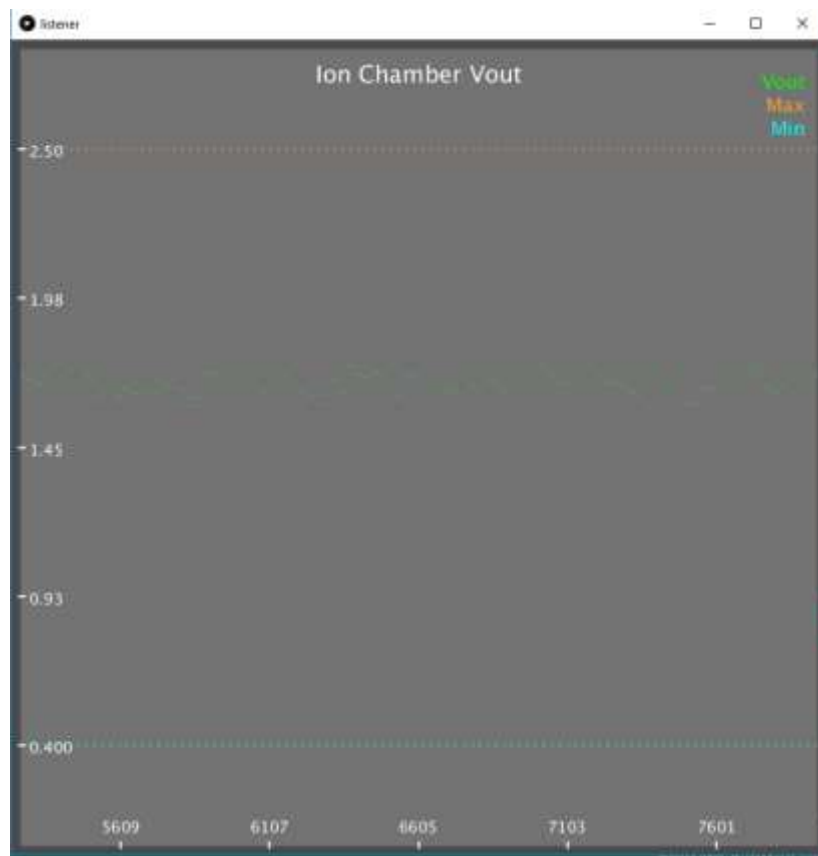 listener
Ion Chamber Vout
Vout
Max
Min
2.50
1.98
1.45
0.93
0.400
5609 6107 6605 7103 7601